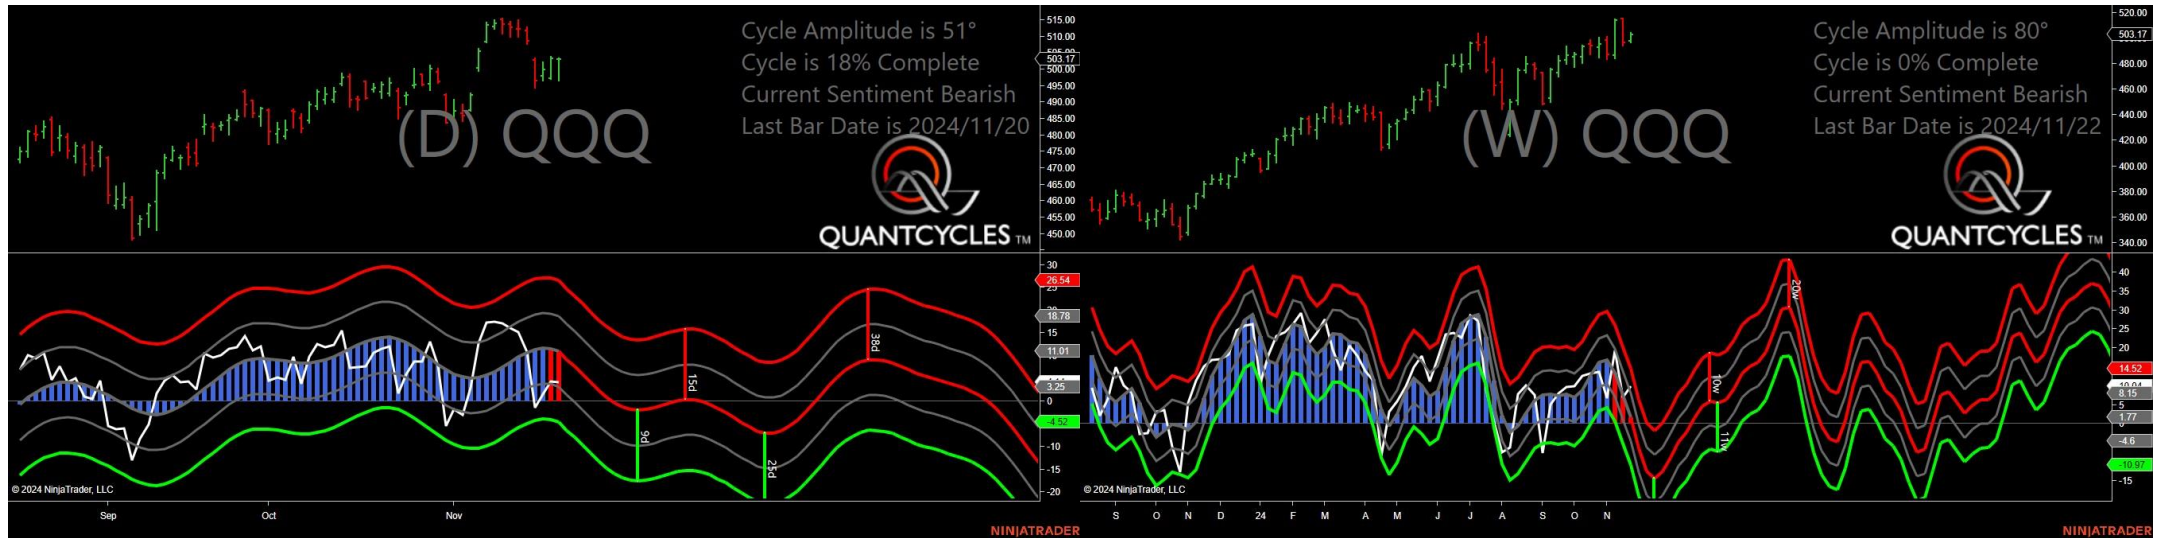 Cycle Amplitude is 51°
Cycle is 18% Complete
Current Sentiment Bearish
Last Bar Date is 2024/11/20
(D) QQQ
QUANTCYCLES TM
515.00
510.00
503.17
500.00
495.00
490.00
485.00
480.00
475.00
470.00
465.00
460.00
455.00
450.00
30
26.54
18.78
15
11.01
3.25
0
-4.52
-10
-15
-20
9d
15d
25d
38d
© 2024 NinjaTrader, LLC
Sep Oct Nov
NINJATRADER
Cycle Amplitude is 80°
Cycle is 0% Complete
Current Sentiment Bearish
Last Bar Date is 2024/11/22
(W) QQQ
QUANTCYCLES TM
520.00
503.17
480.00
460.00
440.00
420.00
400.00
380.00
360.00
340.00
40
35
30
25
20
14.52
8.15
5
1.77
-4.6
-10.97
-15
10w
11w
20w
© 2024 NinjaTrader, LLC
S O N D 24 F M A M J J A S O N
NINJATRADER